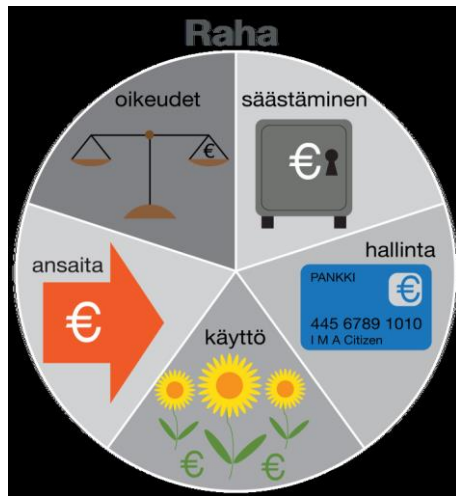 Raha
oikeudet
säästäminen
€
€
hallinta
PANKKI
€
445 6789 1010
I M A Citizen
ansaita
€
käyttö
€
€